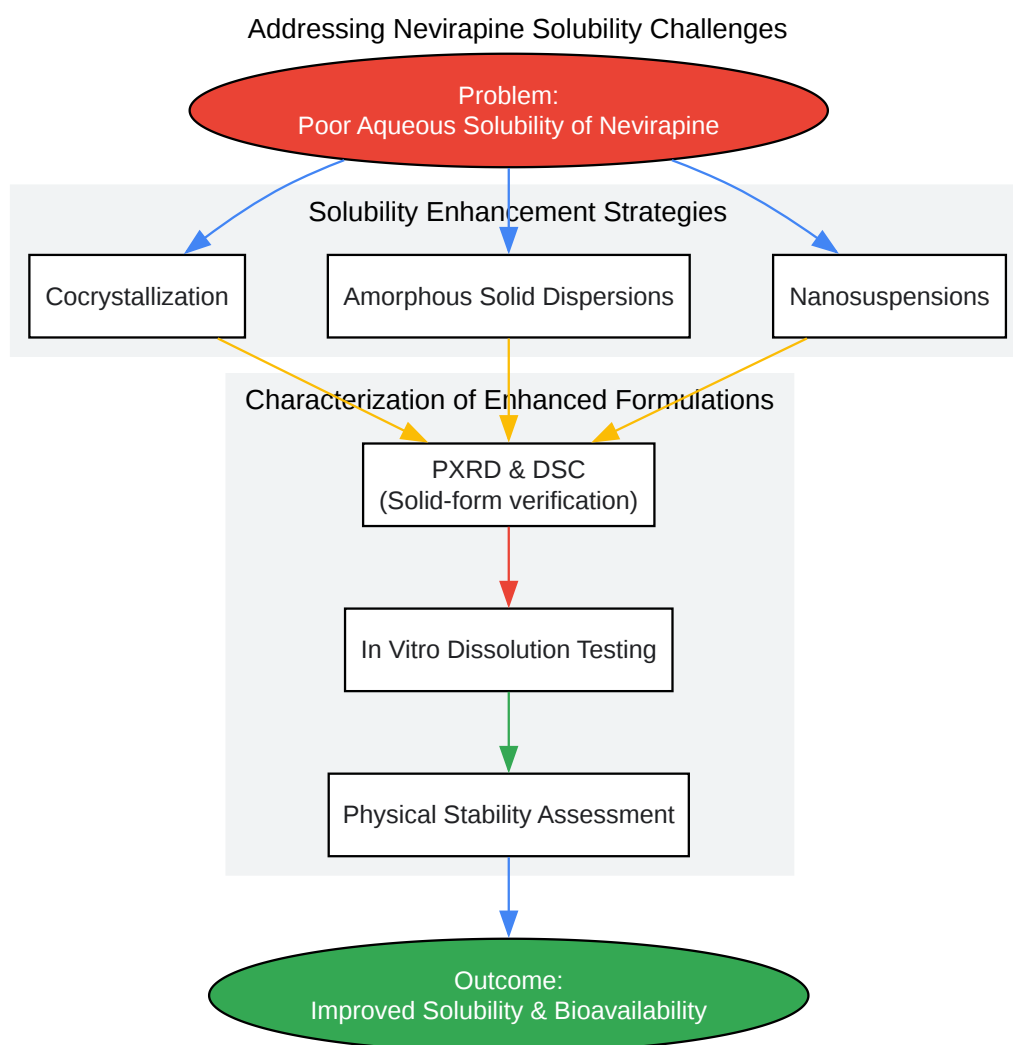 Addressing Nevirapine Solubility Challenges
Problem:
Poor Aqueous Solubility of Nevirapine
Solubility Enhancement Strategies
Cocrystallization
Amorphous Solid Dispersions
Nanosuspensions
Characterization of Enhanced Formulations
PXRD & DSC
(Solid-form verification)
In Vitro Dissolution Testing
Physical Stability Assessment
Outcome:
Improved Solubility & Bioavailability